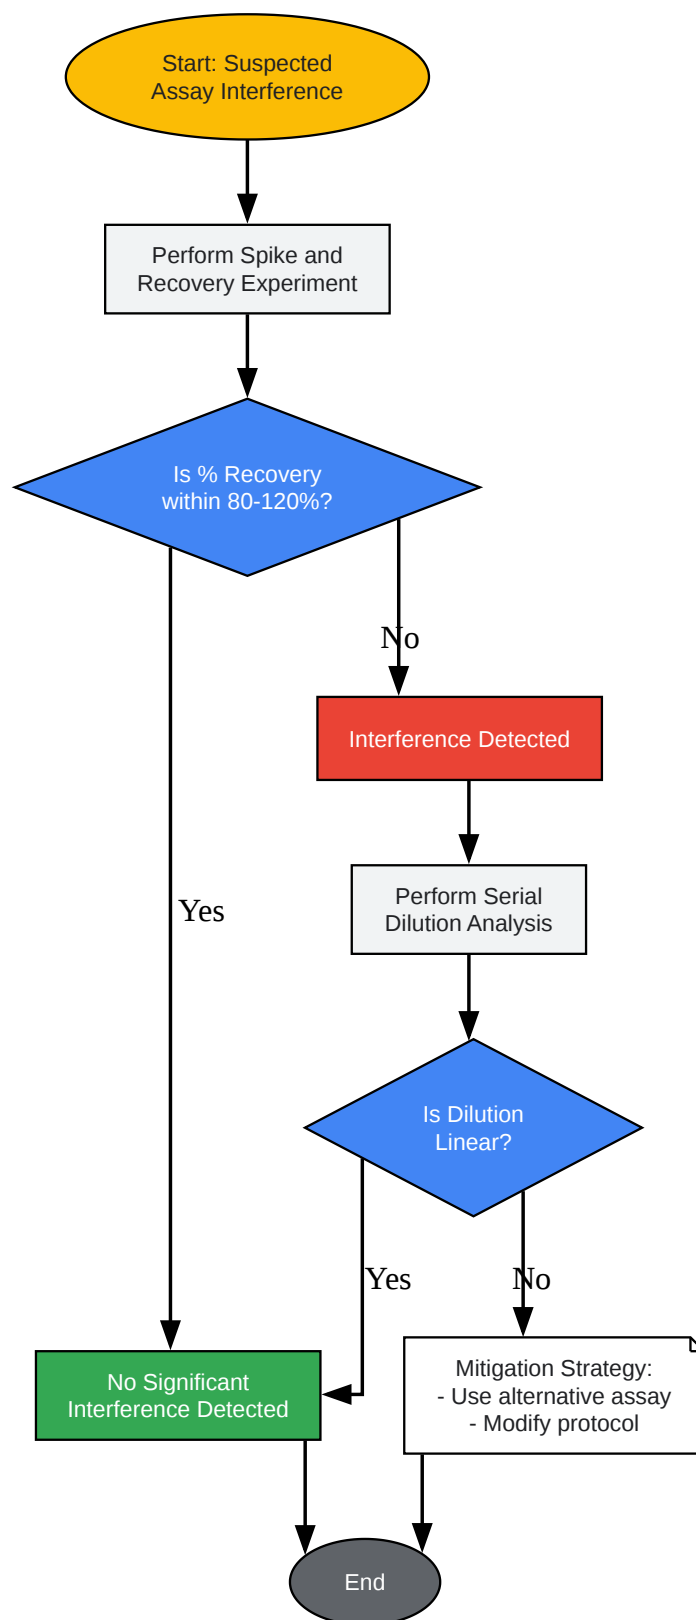 Start: Suspected
Assay Interference
Perform Spike and
Recovery Experiment
Is % Recovery
within 80-120%?
No
Interference Detected
Yes
Perform Serial
Dilution Analysis
Is Dilution
Linear?
Yes
No
No Significant
Interference Detected
Mitigation Strategy:
- Use alternative assay
- Modify protocol
End